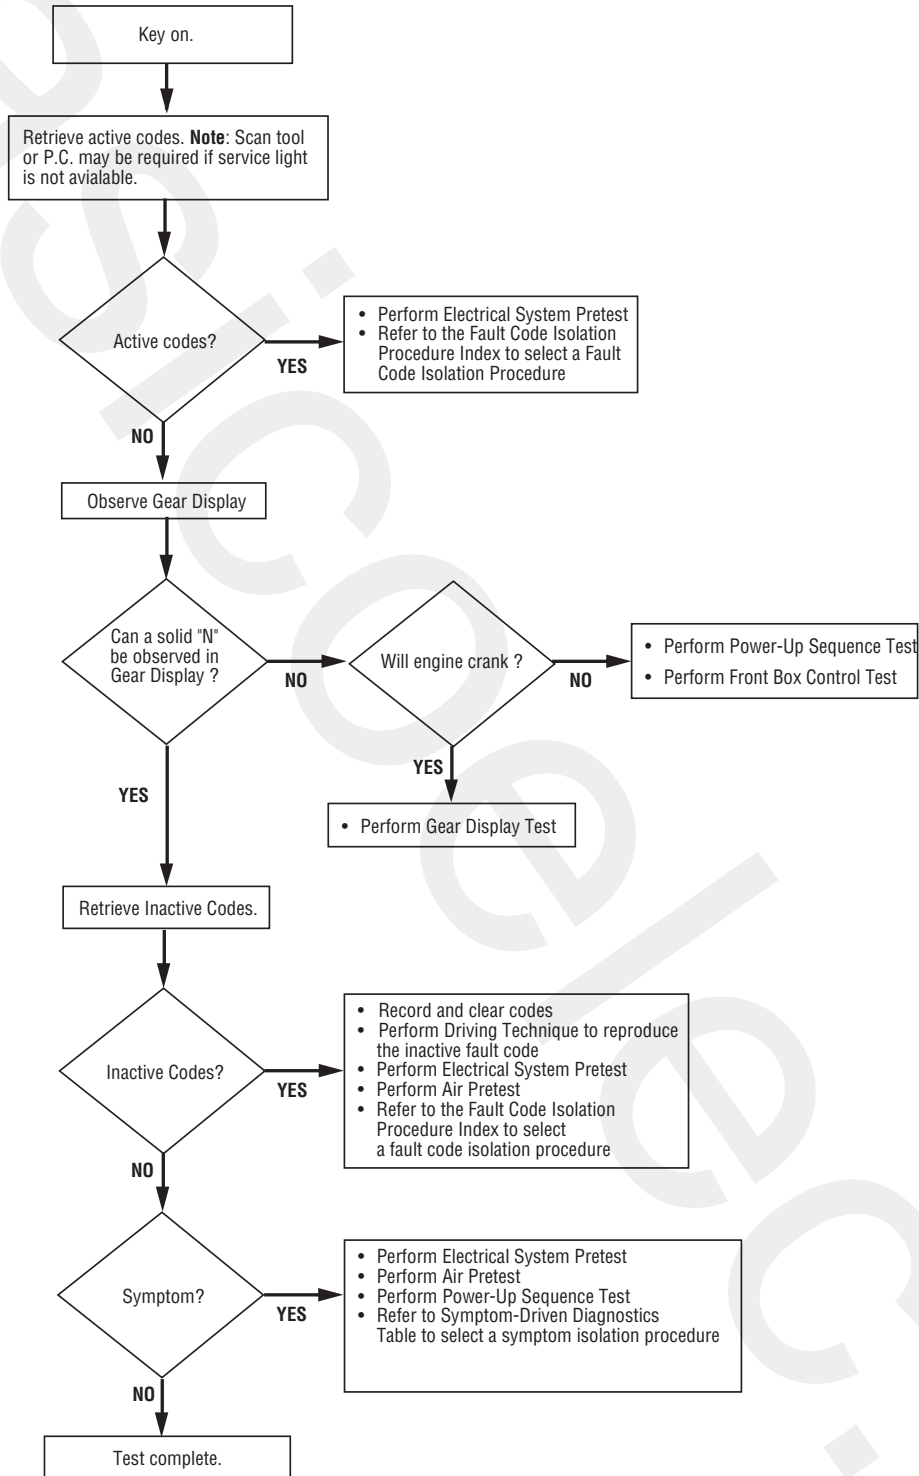 Key on.
Retrieve active codes. Note: Scan tool
or P.C. may be required if service light
is not avialable.
Active codes?
YES
• Perform Electrical System Pretest
• Refer to the Fault Code Isolation
Procedure Index to select a Fault
Code Isolation Procedure
NO
Observe Gear Display
Can a solid "N"
be observed in
Gear Display ?
NO
Will engine crank ?
NO
• Perform Power-Up Sequence Test
• Perform Front Box Control Test
YES
• Perform Gear Display Test
YES
Retrieve Inactive Codes.
Inactive Codes?
YES
• Record and clear codes
• Perform Driving Technique to reproduce
the inactive fault code
• Perform Electrical System Pretest
• Perform Air Pretest
• Refer to the Fault Code Isolation
Procedure Index to select
a fault code isolation procedure
NO
Symptom?
YES
• Perform Electrical System Pretest
• Perform Air Pretest
• Perform Power-Up Sequence Test
• Refer to Symptom-Driven Diagnostics
Table to select a symptom isolation procedure
NO
Test complete.